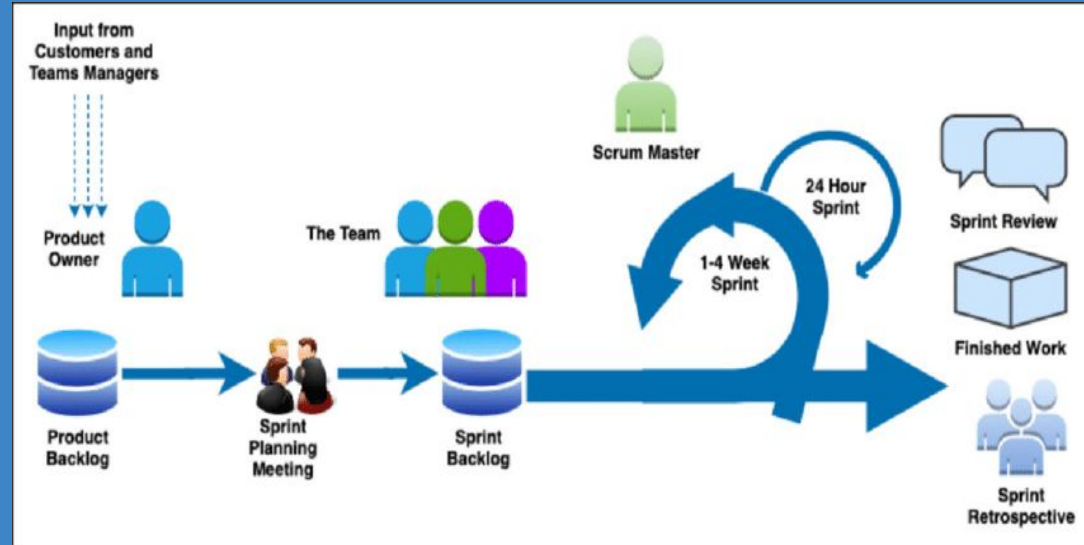 Input from
Customers and
Teams Managers
Product
Owner
The Team
Scrum Master
24 Hour
Sprint
1-4 Week
Sprint
Sprint Review
Finished Work
Sprint
Retrospective
Product
Backlog
Sprint
Planning
Meeting
Sprint
Backlog